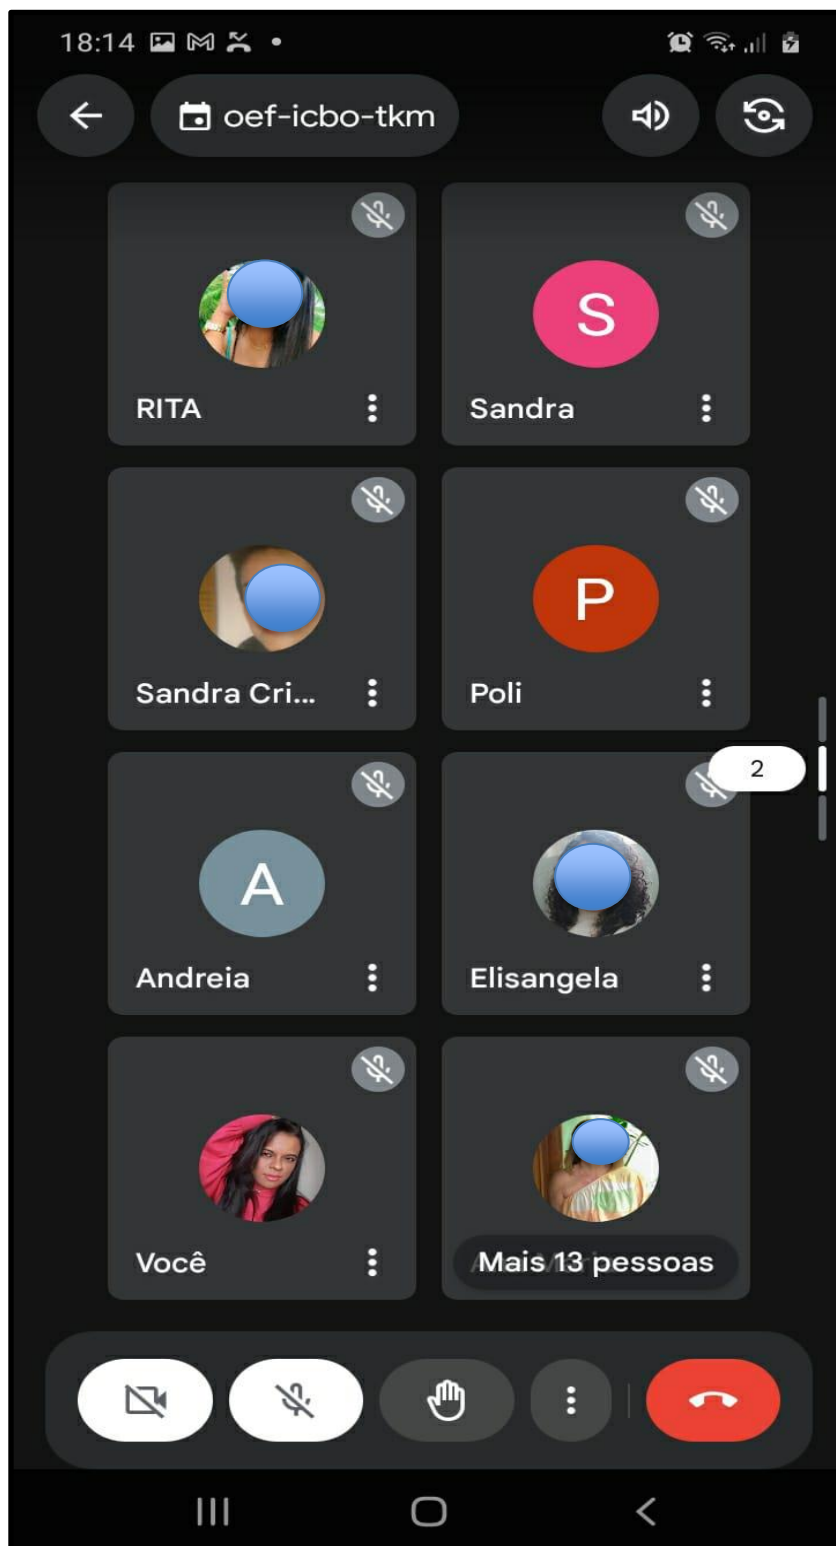 18:14
oef-icbo-tkm
RITA
S
Sandra
Sandra Cri...
P
Poli
2
A
Andreia
Elisangela
Você
Mais 13 pessoas